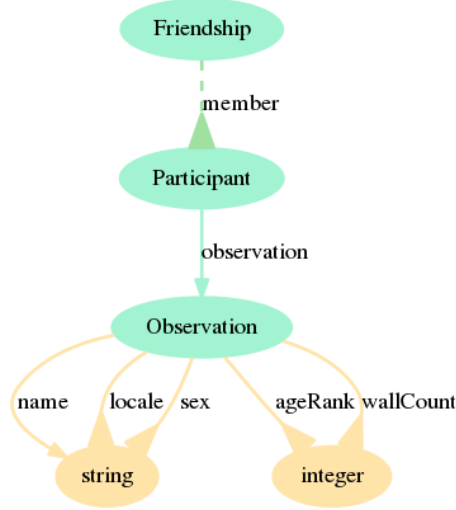 Friendship
member
Participant
observation
Observation
name
locale
sex
ageRank
wallCount
string
integer